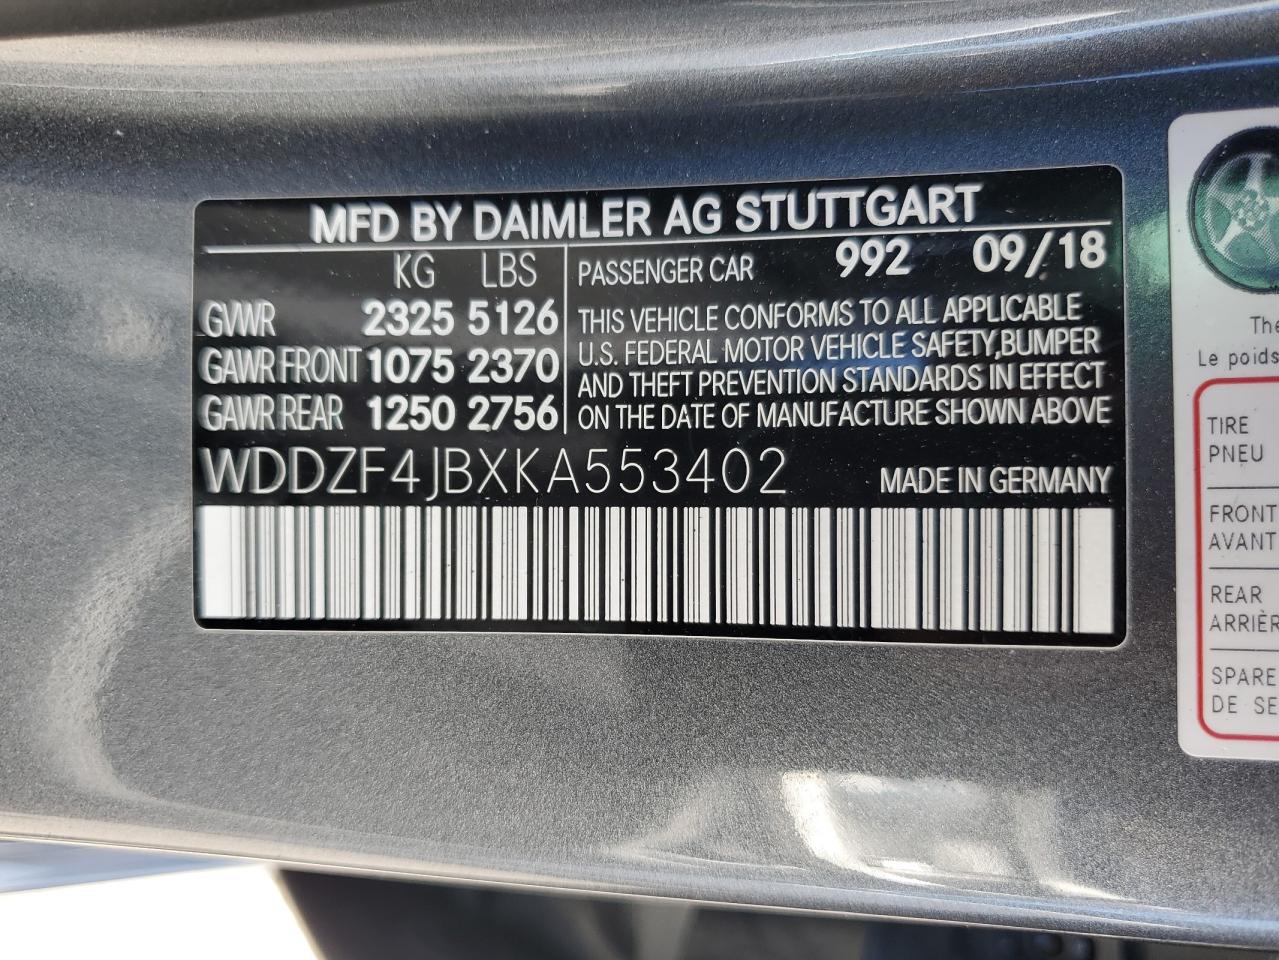 MFD BY DAIMLER AG STUTTGART
KG LBS
GVWR 2325 5126
GAWR FRONT 1075 2370
GAWR REAR 1250 2756
PASSENGER CAR 992 09/18
THIS VEHICLE CONFORMS TO ALL APPLICABLE
U.S. FEDERAL MOTOR VEHICLE SAFETY,BUMPER
AND THEFT PREVENTION STANDARDS IN EFFECT
ON THE DATE OF MANUFACTURE SHOWN ABOVE
WDDZF4JBXKA553402 MADE IN GERMANY
The
Le poids
TIRE
PNEU
FRONT
AVANT
REAR
ARRIÈR
SPARE
DE SE